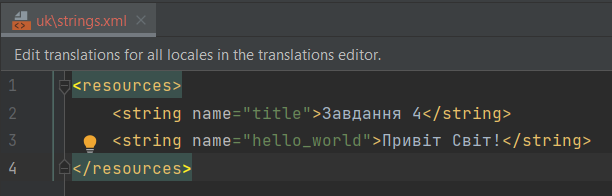 uk\strings.xml
Edit translations for all locales in the translations editor.
1 <resources>
2 <string name="title">Завдання 4</string>
3 <string name="hello_world">Привіт Світ!</string>
4 </resources>